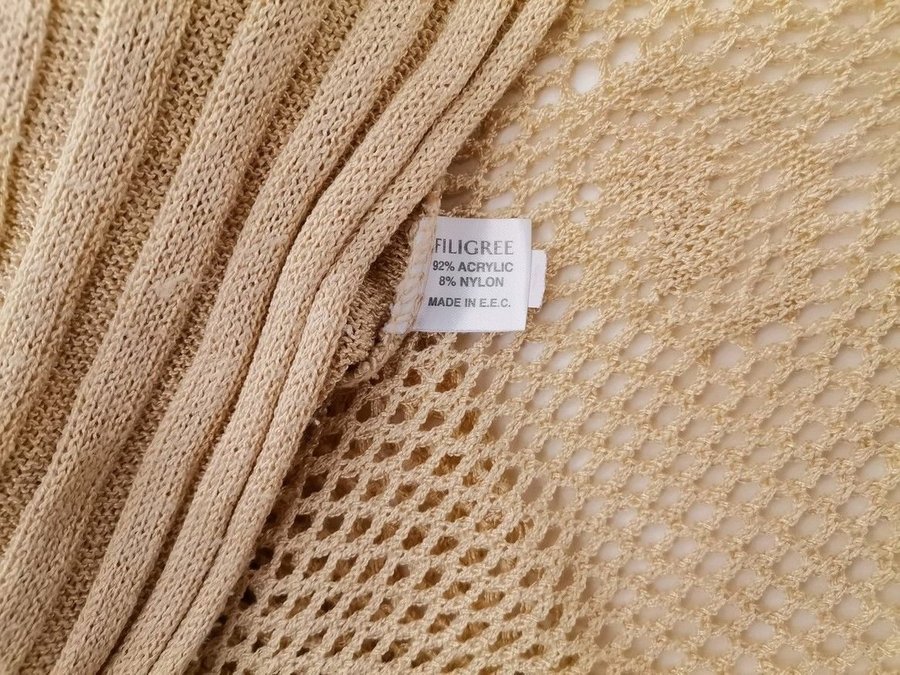 FILIGREE
92% ACRYLIC
8% NYLON
MADE IN E.E.C.